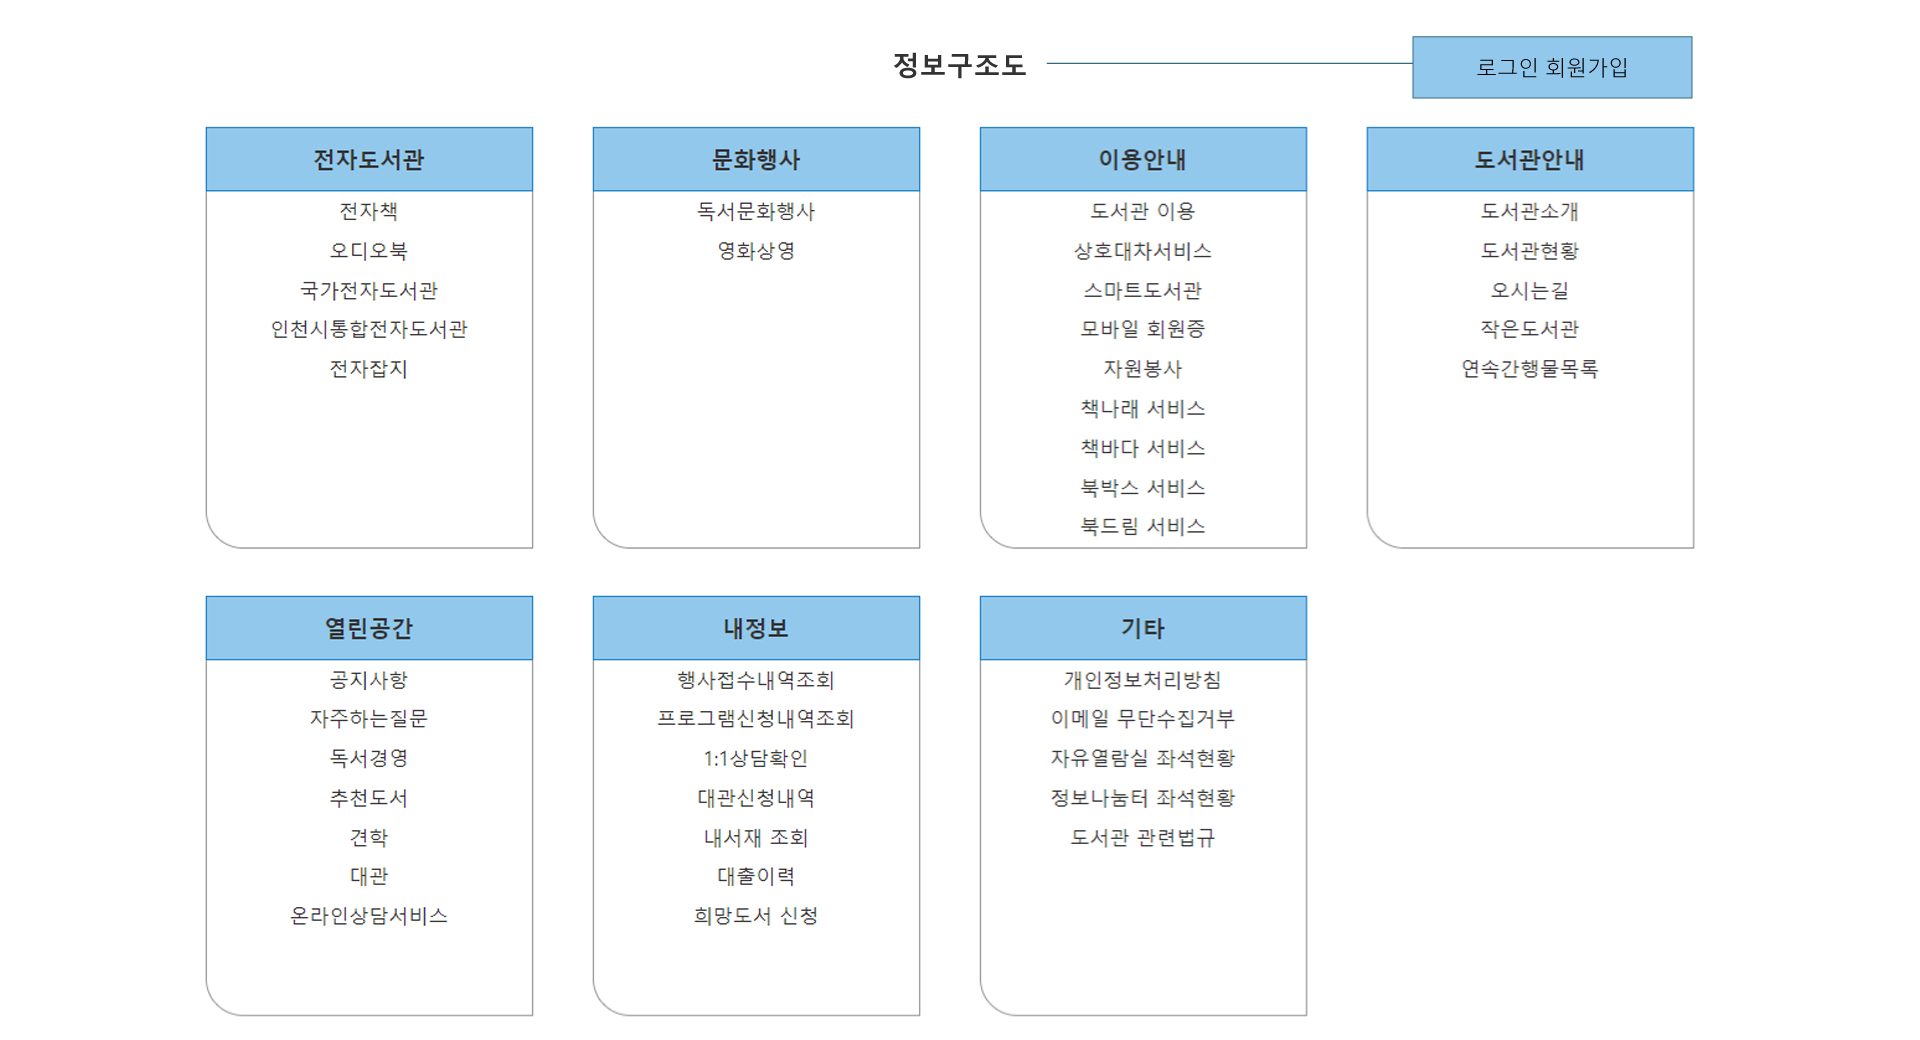 정보구조도
로그인 회원가입
전자도서관
전자책
오디오북
국가전자도서관
인천시통합전자도서관
전자잡지
문화행사
독서문화행사
영화상영
이용안내
도서관 이용
상호대차서비스
스마트도서관
모바일 회원증
자원봉사
책나래 서비스
책바다 서비스
북박스 서비스
북드림 서비스
도서관안내
도서관소개
도서관현황
오시는길
작은도서관
연속간행물목록
열린공간
공지사항
자주하는질문
독서경영
추천도서
견학
대관
온라인상담서비스
내정보
행사접수내역조회
프로그램신청내역조회
1:1상담확인
대관신청내역
내서재 조회
대출이력
희망도서 신청
기타
개인정보처리방침
이메일 무단수집거부
자유열람실 좌석현황
정보나눔터 좌석현황
도서관 관련법규